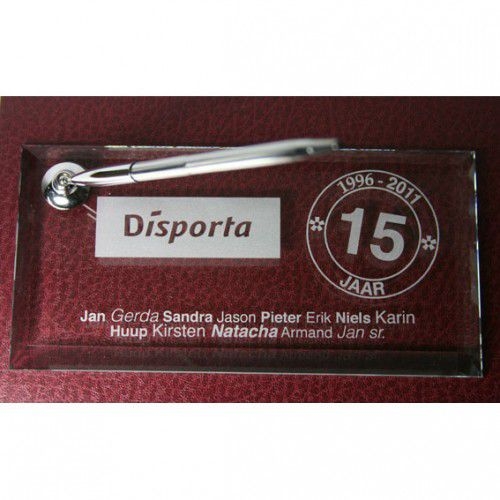 Disporta
1996 - 2011
15
JAAR
Jan Gerda Sandra Jason Pieter Erik Niels Karin
Huup Kirsten Natacha Armand Jan sr.